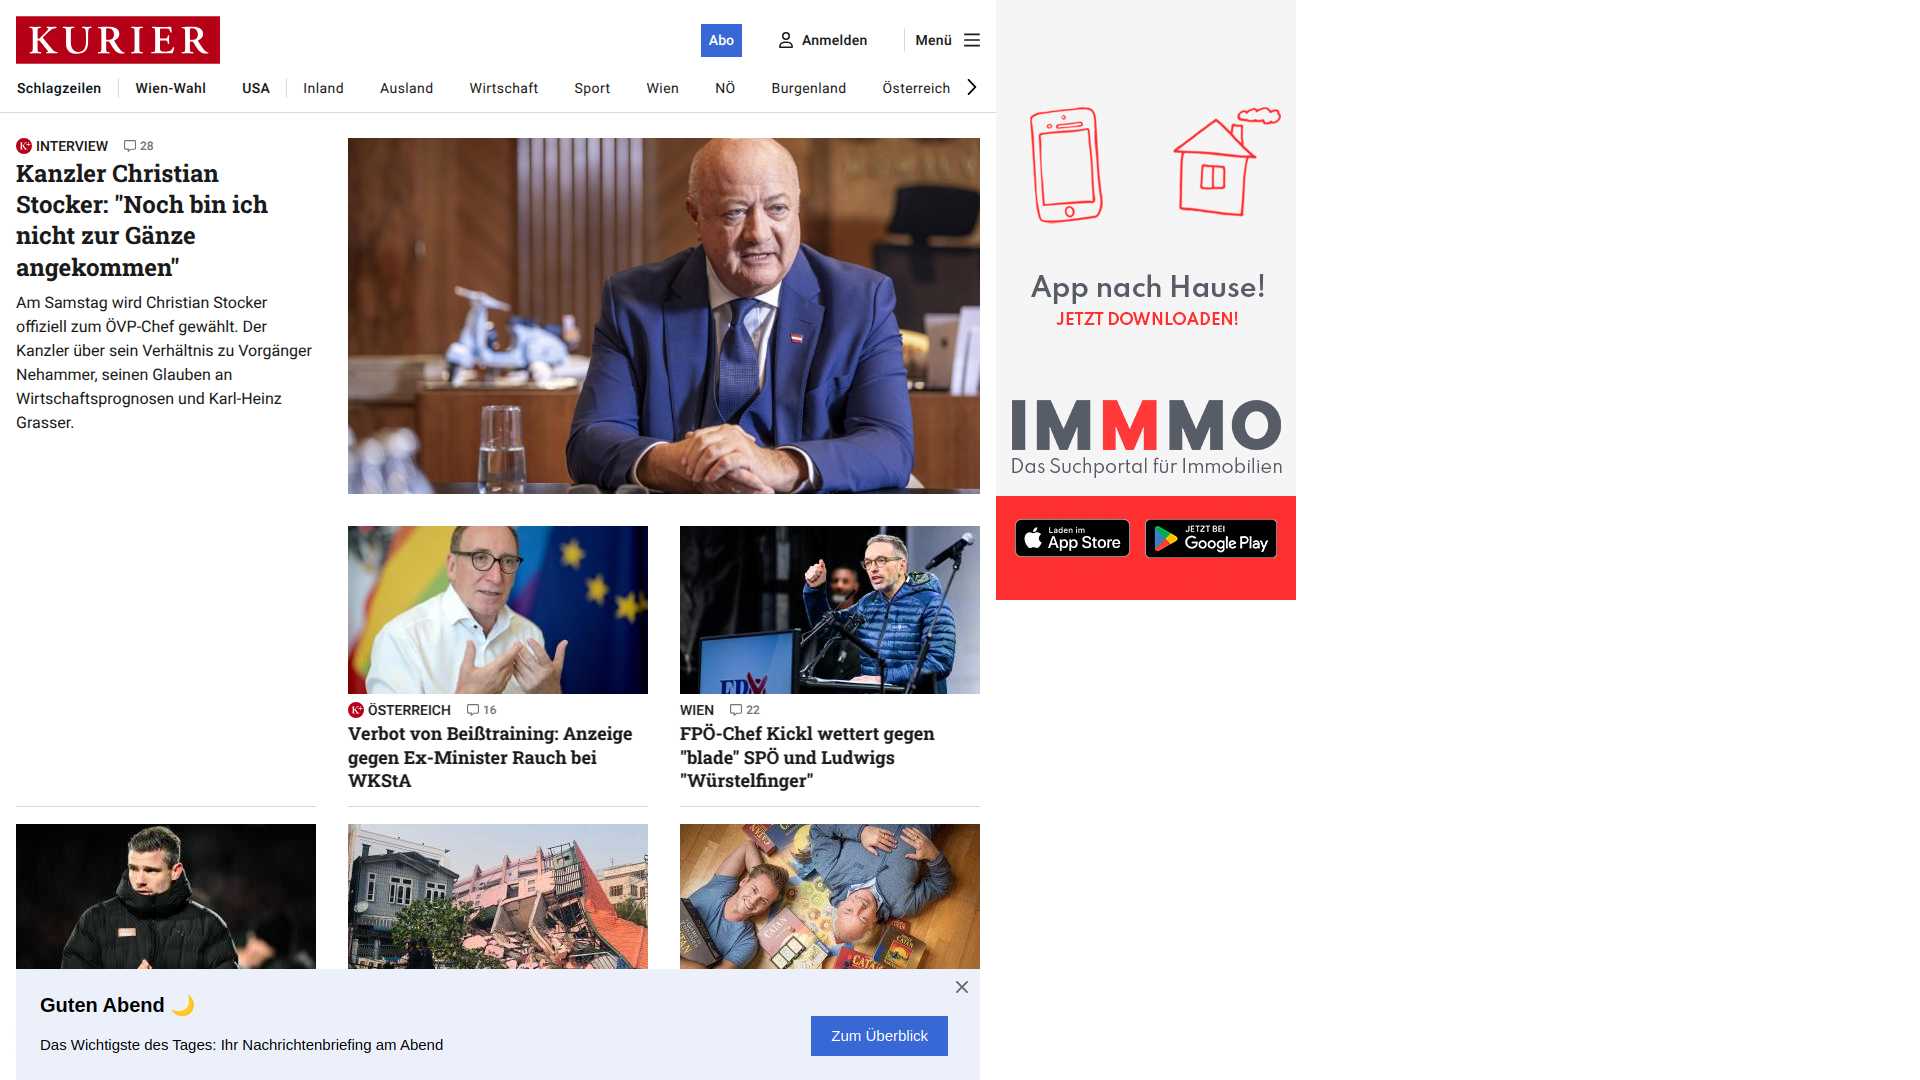 KURIER
Abo
Anmelden
Menü
Schlagzeilen
Wien-Wahl
USA
Inland
Ausland
Wirtschaft
Sport
Wien
NÖ
Burgenland
Österreich
K+ INTERVIEW 28
Kanzler Christian
Stocker: "Noch bin ich
nicht zur Gänze
angekommen"
Am Samstag wird Christian Stocker
offiziell zum ÖVP-Chef gewählt. Der
Kanzler über sein Verhältnis zu Vorgänger
Nehammer, seinen Glauben an
Wirtschaftsprognosen und Karl-Heinz
Grasser.
K+ ÖSTERREICH 16
Verbot von Beißtraining: Anzeige
gegen Ex-Minister Rauch bei
WKStA
WIEN 22
FPÖ-Chef Kickl wettert gegen
"blade" SPÖ und Ludwigs
"Würstelfinger"
CATAN
CATAN
CATAN
Guten Abend 🌙
Das Wichtigste des Tages: Ihr Nachrichtenbriefing am Abend
Zum Überblick
App nach Hause!
JETZT DOWNLOADEN!
IMMMO
Das Suchportal für Immobilien
Laden im
App Store
JETZT BEI
Google Play